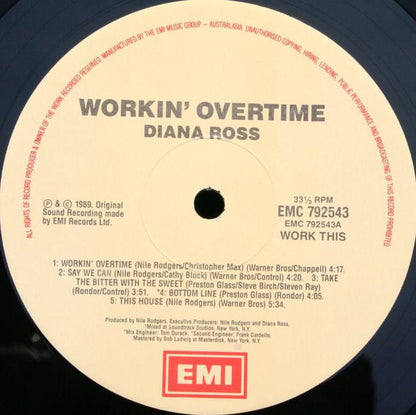 ALL RIGHTS OF RECORD PRODUCER & OWNER OF THE WORK RECORDED RESERVED. MANUFACTURED BY THE EMI MUSIC GROUP – AUSTRALASIA. UNAUTHORISED COPYING, HIRING, LENDING, PUBLIC PERFORMANCE AND BROADCASTING OF THIS RECORD PROHIBITED
WORKIN' OVERTIME
DIANA ROSS
℗ & © 1989. Original
Sound Recording made
by EMI Records Ltd.
33⅓ RPM
EMC 792543
EMC 792543A
WORK THIS
1: WORKIN' OVERTIME (Nile Rodgers/Christopher Max) (Warner Bros/Chappell) 4:17.
2: SAY WE CAN (Nile Rodgers/Cathy Block) (Warner Bros/Control) 3:20. 3: TAKE
THE BITTER WITH THE SWEET (Preston Glass/Steve Birch/Steven Ray)
(Rondor/Control) 3:51. *4: BOTTOM LINE (Preston Glass) (Rondor) 4:05.
5: THIS HOUSE (Nile Rodgers) (Warner Bros) 5:34.
Produced by Nile Rodgers. Executive Producers: Nile Rodgers and Diana Ross.
*Mixed at Soundtrack Studios, New York, N.Y.
*Mix Engineer: Tom Durack. *Second Engineer: Frank Cardello.
Mastered by Bob Ludwig at Masterdisk, N.Y.
EMI